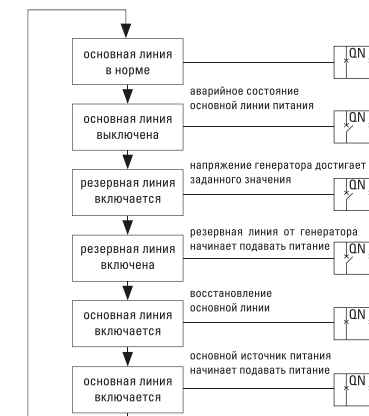 основная линия
в норме
QN
аварийное состояние
основной линии питания
основная линия
выключена
QN
напряжение генератора достигает
заданного значения
резервная линия
включается
QN
резервная линия от генератора
начинает подавать питание
резервная линия
включена
QN
восстановление
основной линии
основная линия
включается
QN
основной источник питания
начинает подавать питание
основная линия
включается
QN